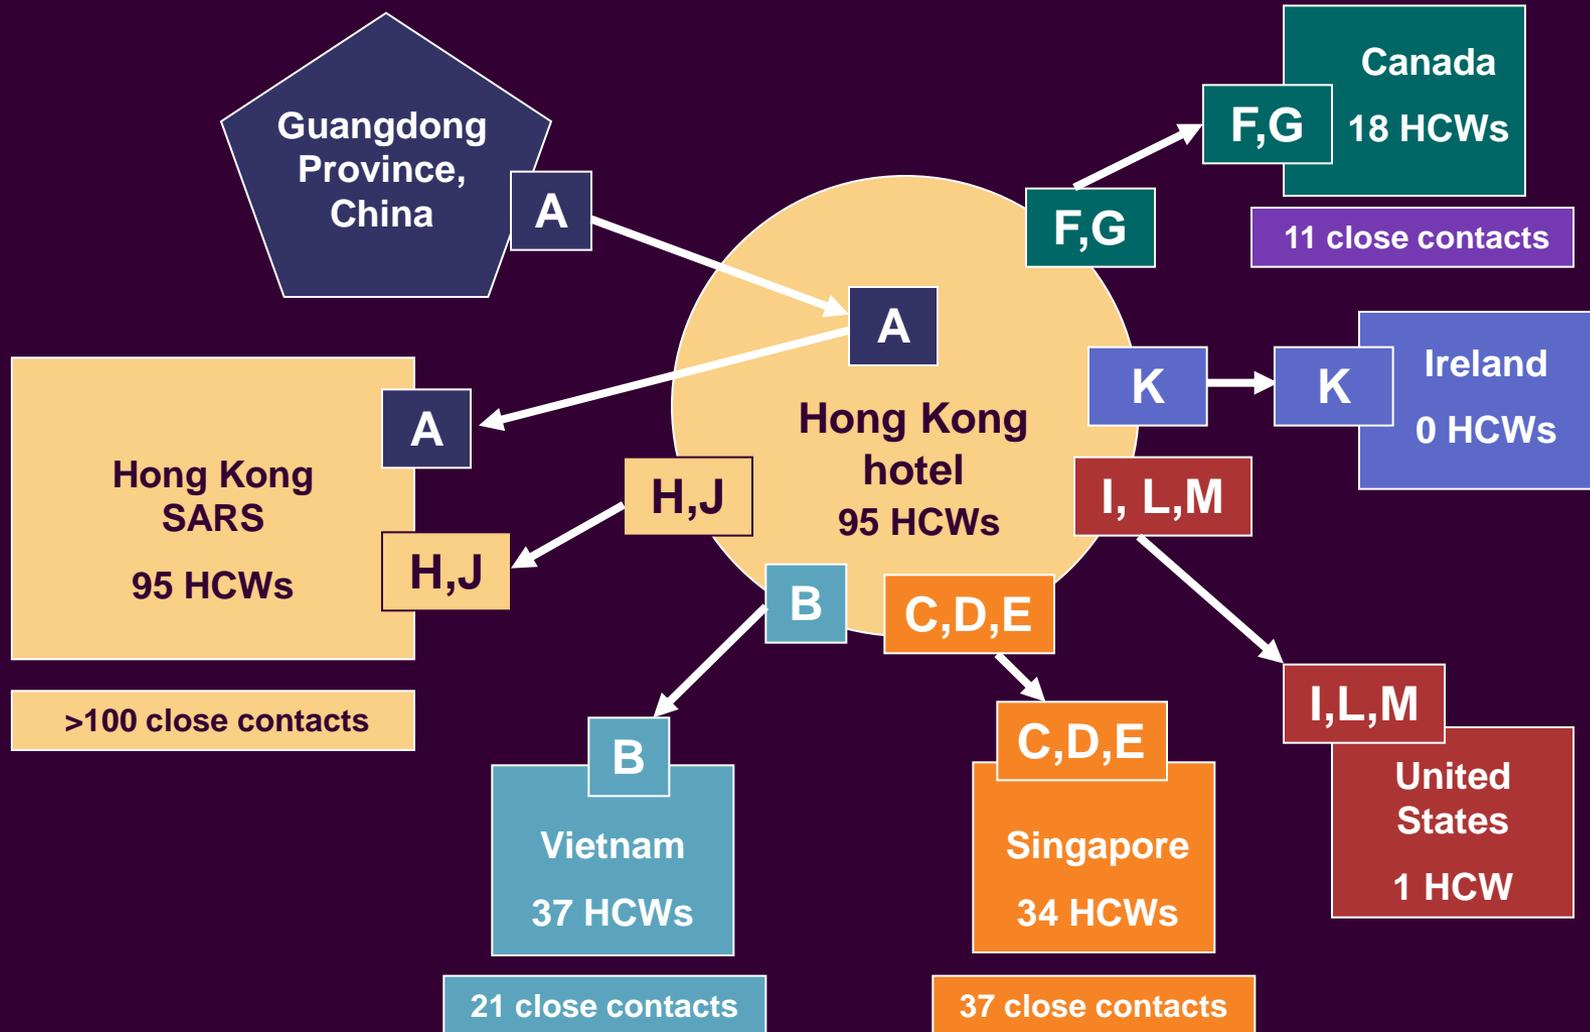 Guangdong
Province,
China
A
Canada
18 HCWs
F,G
F,G
11 close contacts
A
Hong Kong
hotel
95 HCWs
K
K
Ireland
0 HCWs
A
Hong Kong
SARS
95 HCWs
H,J
H,J
I, L,M
B
C,D,E
>100 close contacts
B
Vietnam
37 HCWs
21 close contacts
C,D,E
Singapore
34 HCWs
37 close contacts
I,L,M
United
States
1 HCW